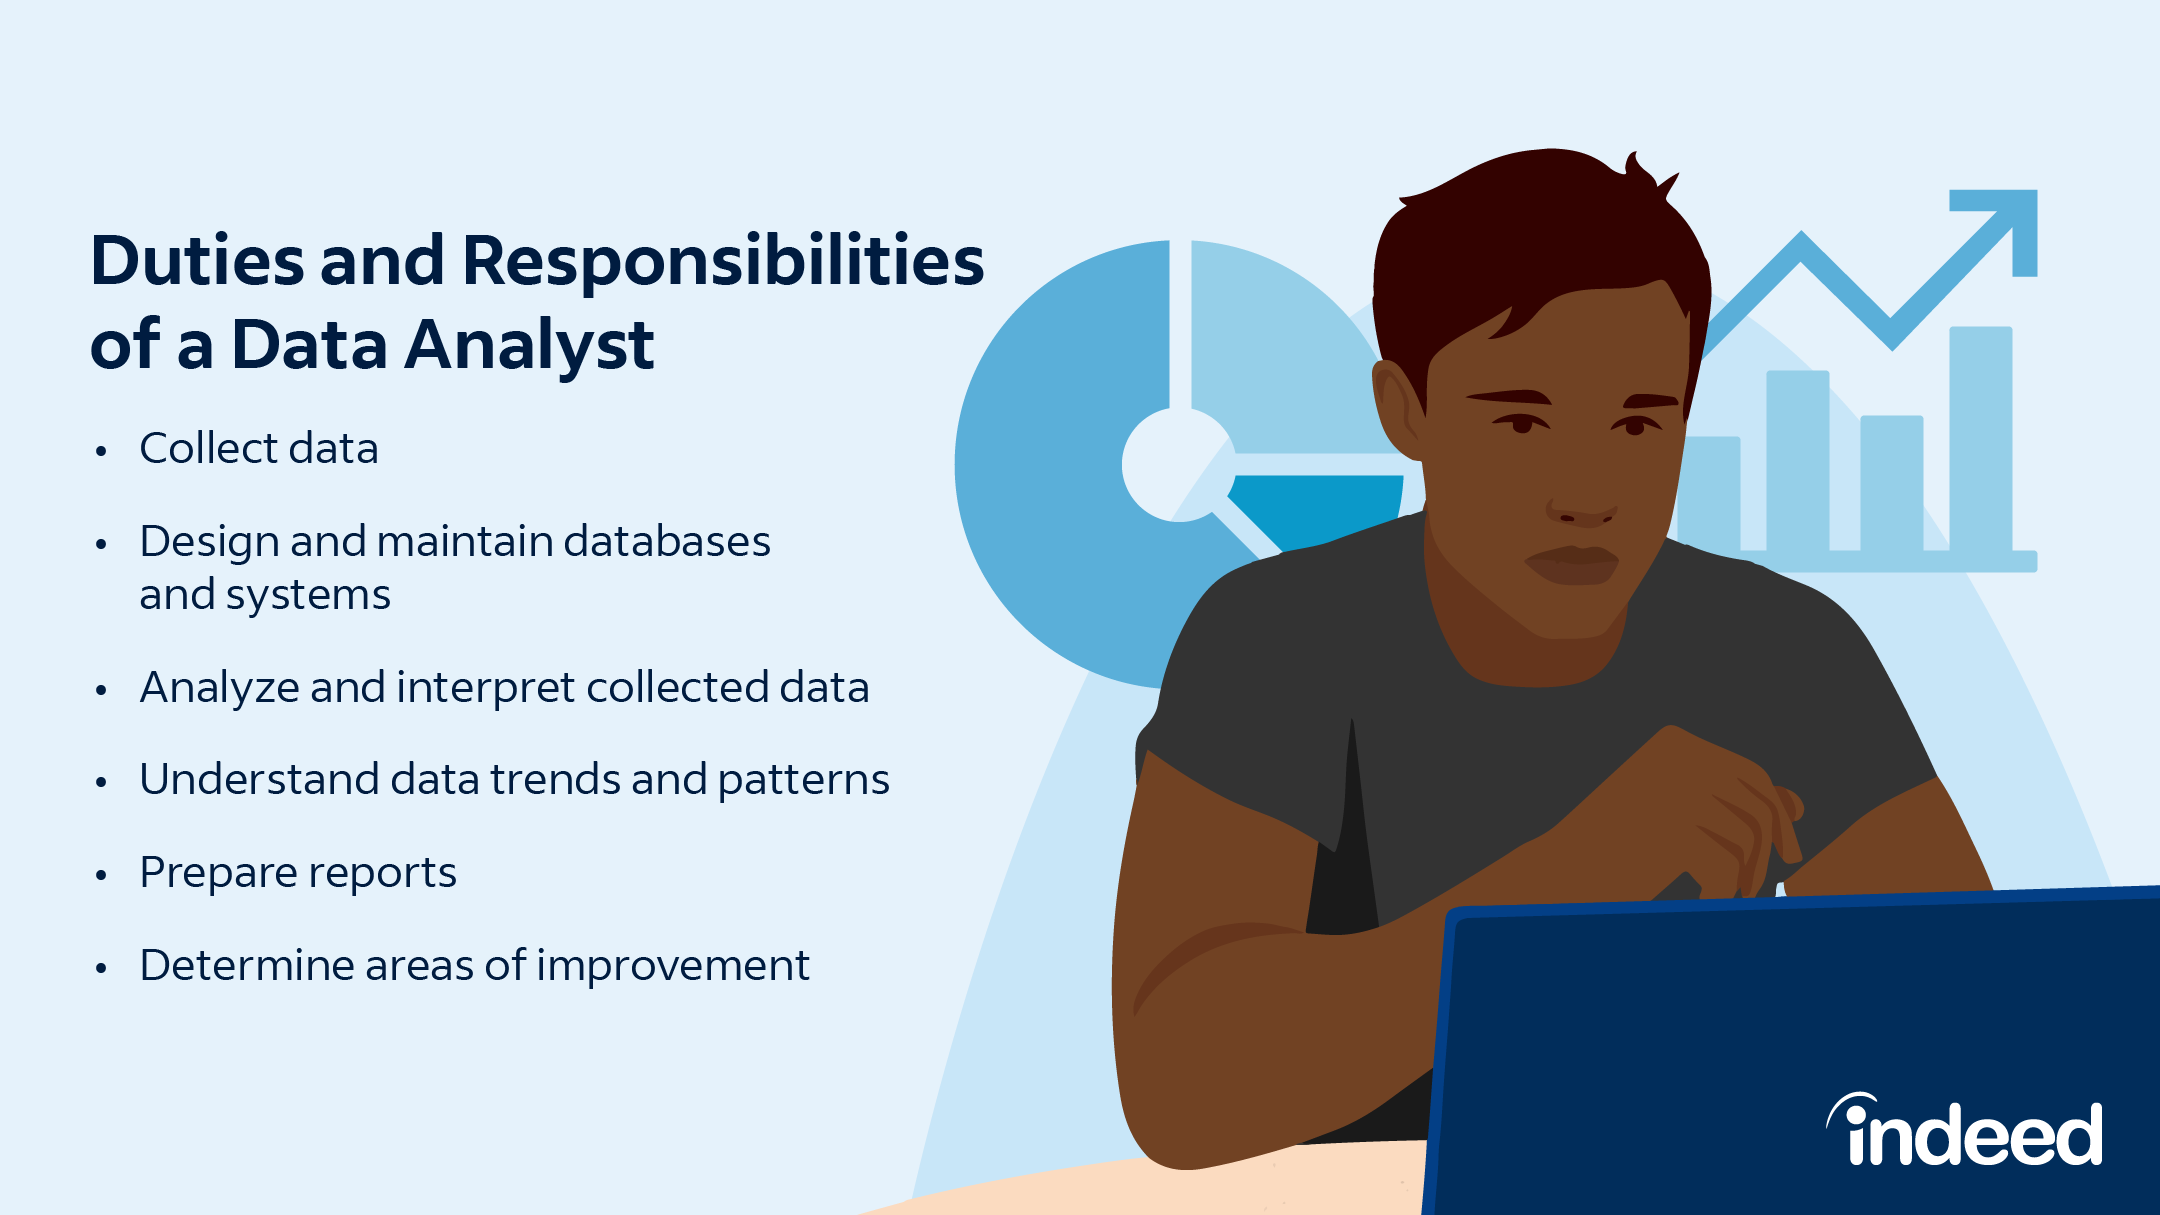 Duties and Responsibilities
of a Data Analyst
• Collect data
• Design and maintain databases
and systems
• Analyze and interpret collected data
• Understand data trends and patterns
• Prepare reports
• Determine areas of improvement
indeed